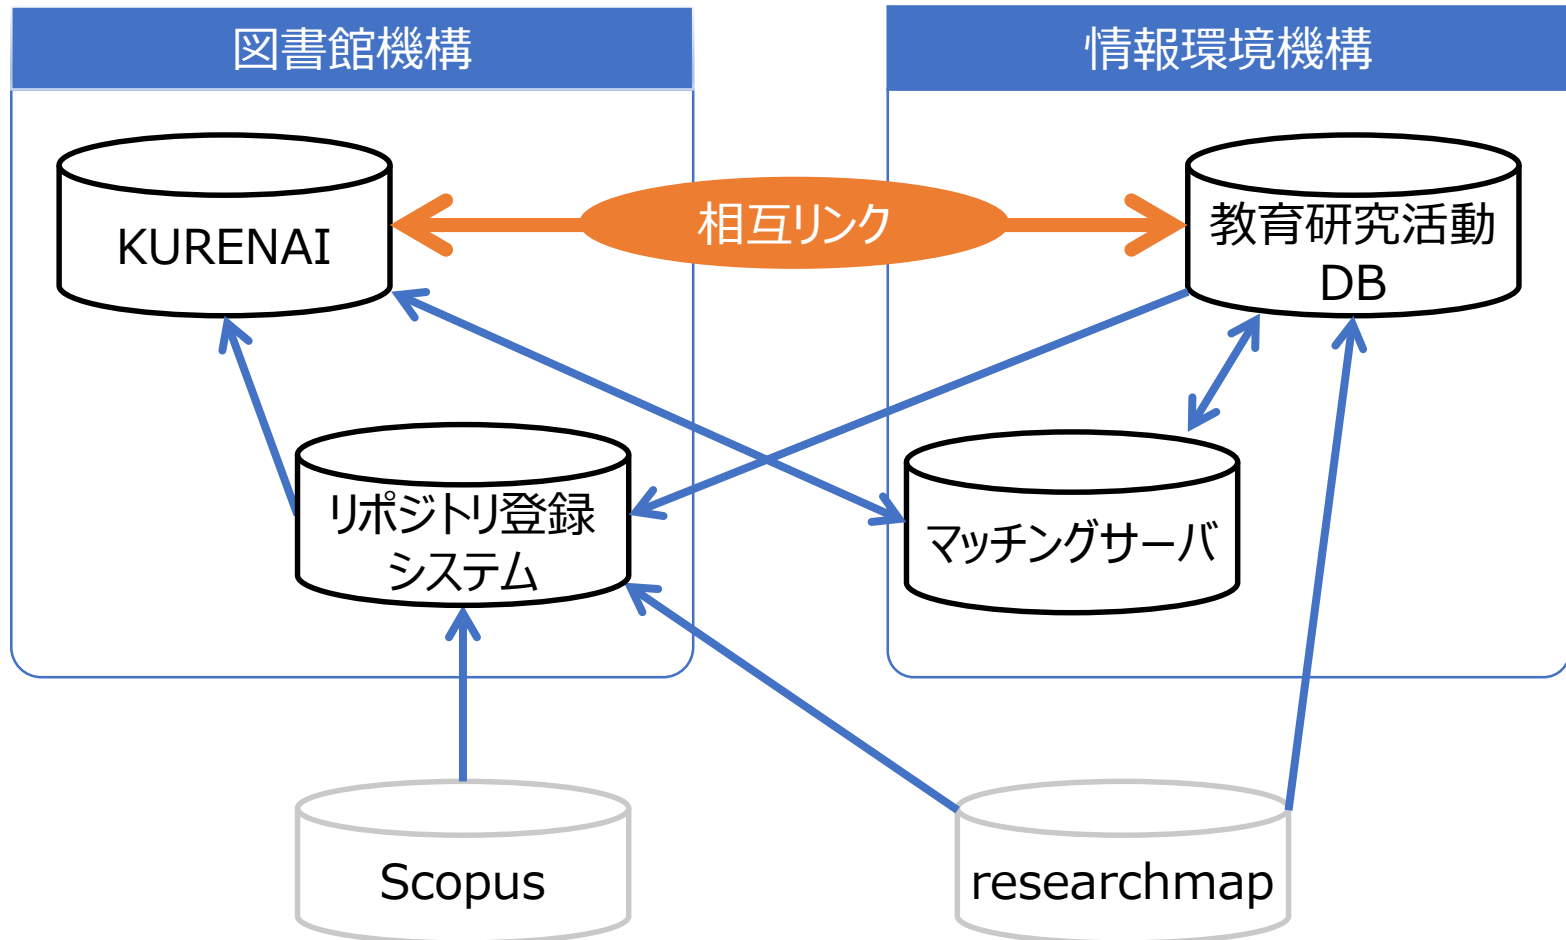 図書館機構
情報環境機構
KURENAI
相互リンク
教育研究活動
DB
リポジトリ登録
システム
マッチングサーバ
Scopus
researchmap